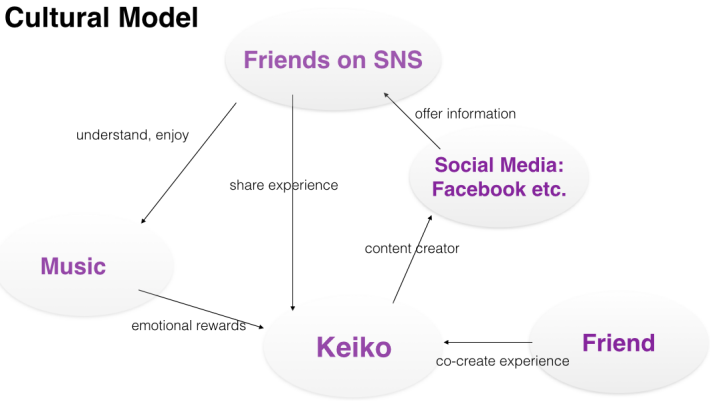 Cultural Model
Friends on SNS
offer information
understand, enjoy
Social Media:
Facebook etc.
share experience
content creator
Music
emotional rewards
Keiko
Friend
co-create experience